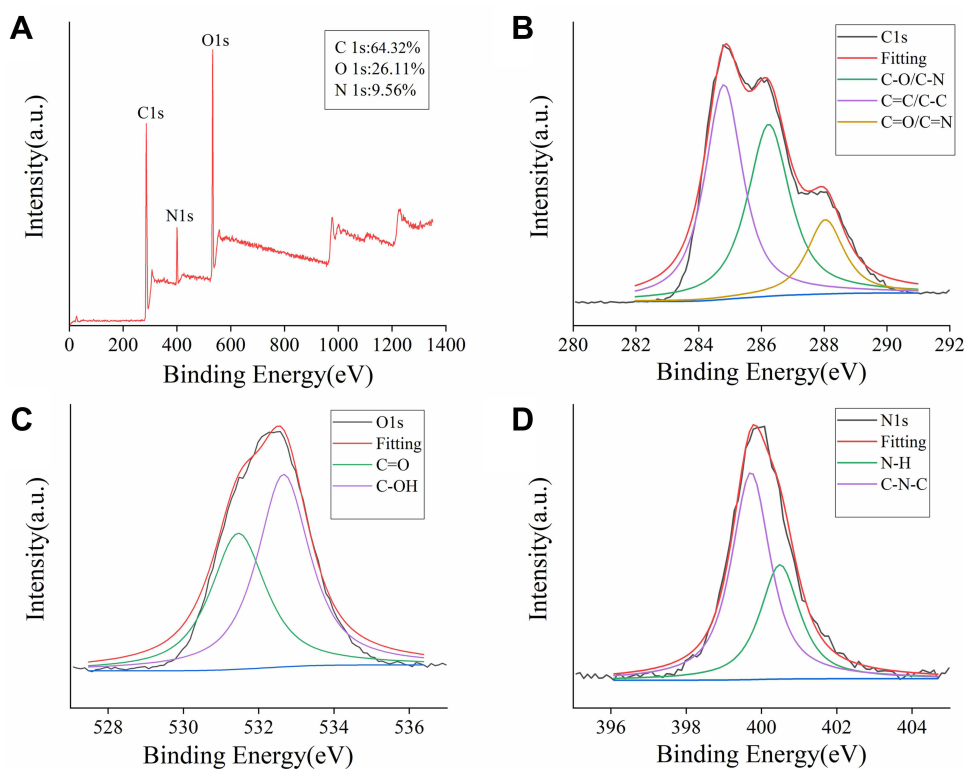 A
O1s
C 1s:64.32%
O 1s:26.11%
N 1s:9.56%
C1s
N1s
Intensity(a.u.)
0 200 400 600 800 1000 1200 1400
Binding Energy(eV)
B
C1s
Fitting
C-O/C-N
C=C/C-C
C=O/C=N
Intensity(a.u.)
280 282 284 286 288 290 292
Binding Energy(eV)
C
O1s
Fitting
C=O
C-OH
Intensity(a.u.)
528 530 532 534 536
Binding Energy(eV)
D
N1s
Fitting
N-H
C-N-C
Intensity(a.u.)
396 398 400 402 404
Binding Energy(eV)